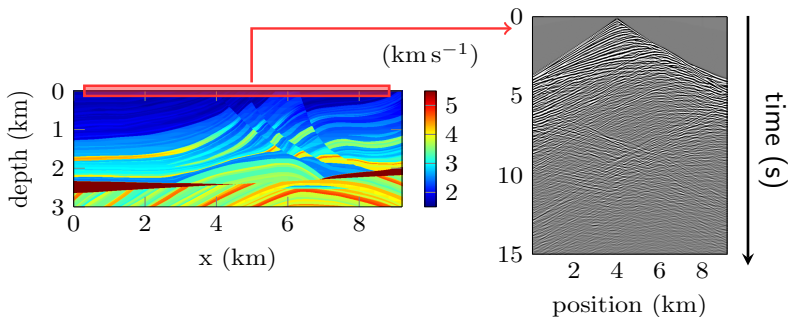 (km s⁻¹)
depth (km)
0
1
2
3
0 2 4 6 8
x (km)
5
4
3
2
0
5
10
15
2 4 6 8
position (km)
time (s)